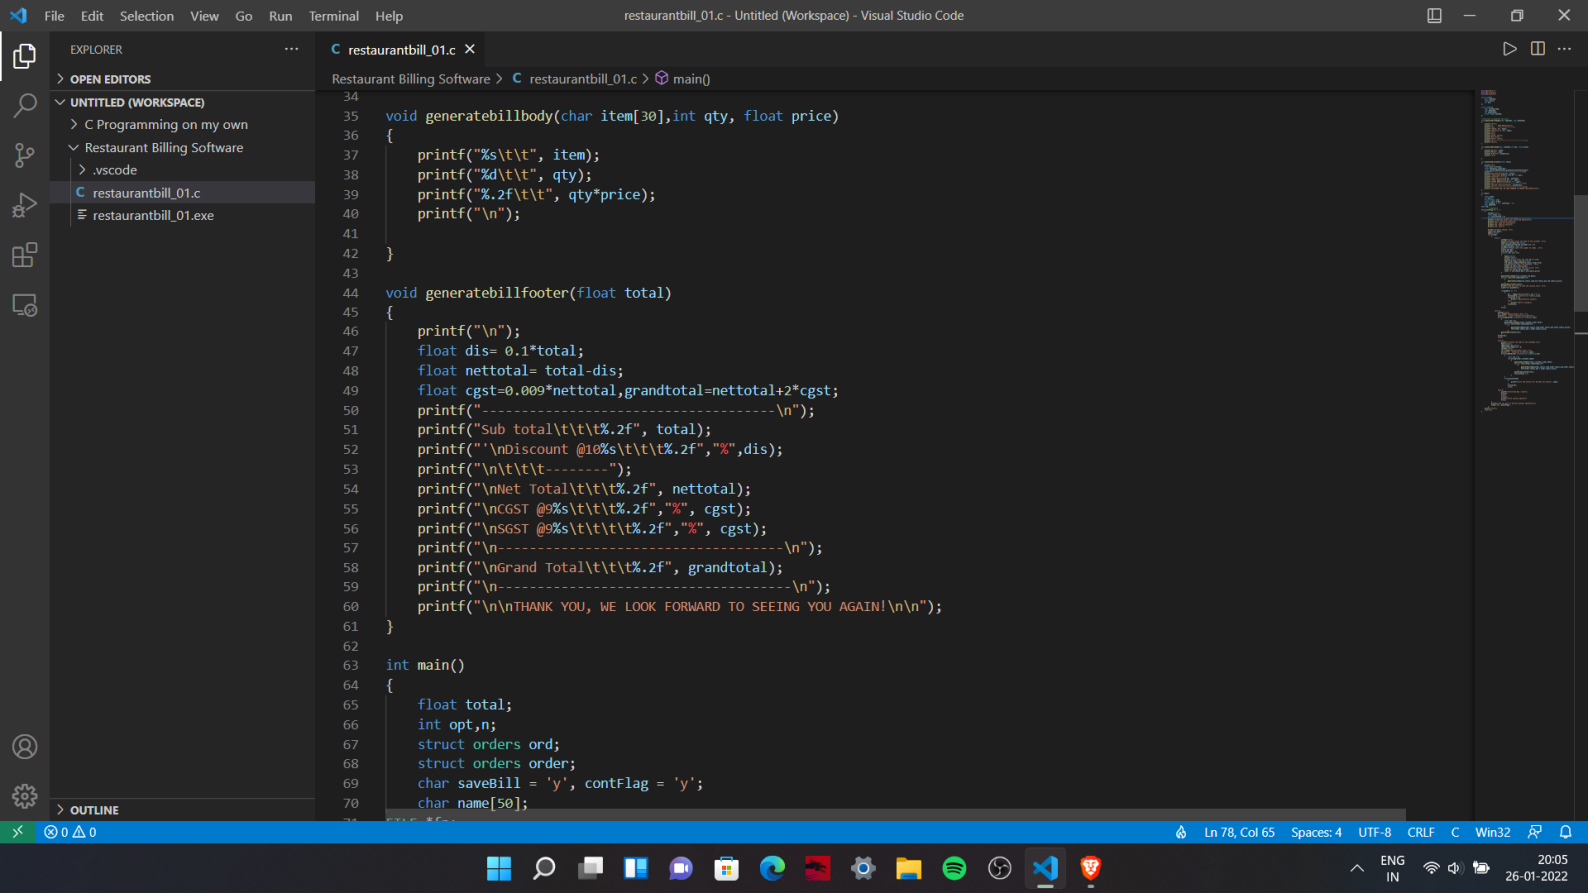 File Edit Selection View Go Run Terminal Help
restaurantbill_01.c - Untitled (Workspace) - Visual Studio Code
EXPLORER
OPEN EDITORS
UNTITLED (WORKSPACE)
C Programming on my own
Restaurant Billing Software
.vscode
C restaurantbill_01.c
restaurantbill_01.exe
OUTLINE
C restaurantbill_01.c
Restaurant Billing Software > C restaurantbill_01.c > main()
34
35 void generatebillbody(char item[30],int qty, float price)
36 {
37 printf("%s\t\t", item);
38 printf("%d\t\t", qty);
39 printf("%.2f\t\t", qty*price);
40 printf("\n");
41
42 }
43
44 void generatebillfooter(float total)
45 {
46 printf("\n");
47 float dis= 0.1*total;
48 float nettotal= total-dis;
49 float cgst=0.009*nettotal,grandtotal=nettotal+2*cgst;
50 printf("-------------------------------------\n");
51 printf("Sub total\t\t\t%.2f", total);
52 printf("'\nDiscount @10%s\t\t\t%.2f","%",dis);
53 printf("\n\t\t\t--------");
54 printf("\nNet Total\t\t\t%.2f", nettotal);
55 printf("\nCGST @9%s\t\t\t%.2f","%", cgst);
56 printf("\nSGST @9%s\t\t\t\t%.2f","%", cgst);
57 printf("\n------------------------------------\n");
58 printf("\nGrand Total\t\t\t%.2f", grandtotal);
59 printf("\n-------------------------------------\n");
60 printf("\n\nTHANK YOU, WE LOOK FORWARD TO SEEING YOU AGAIN!\n\n");
61 }
62
63 int main()
64 {
65 float total;
66 int opt,n;
67 struct orders ord;
68 struct orders order;
69 char saveBill = 'y', contFlag = 'y';
70 char name[50];
0 0
Ln 78, Col 65 Spaces: 4 UTF-8 CRLF C Win32
ENG
IN
20:05
26-01-2022